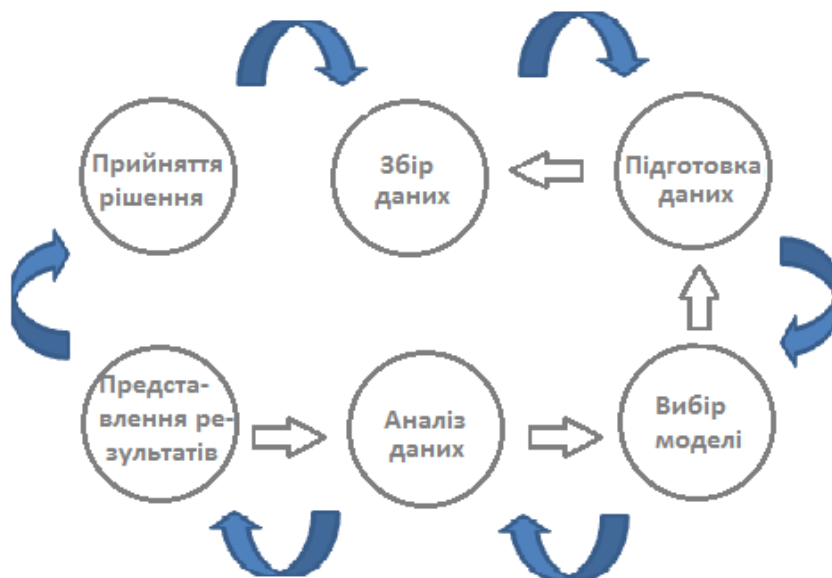 Прийняття
рішення
Збір
даних
Підготовка
даних
Предста-
влення ре-
зультатів
Аналіз
даних
Вибір
моделі